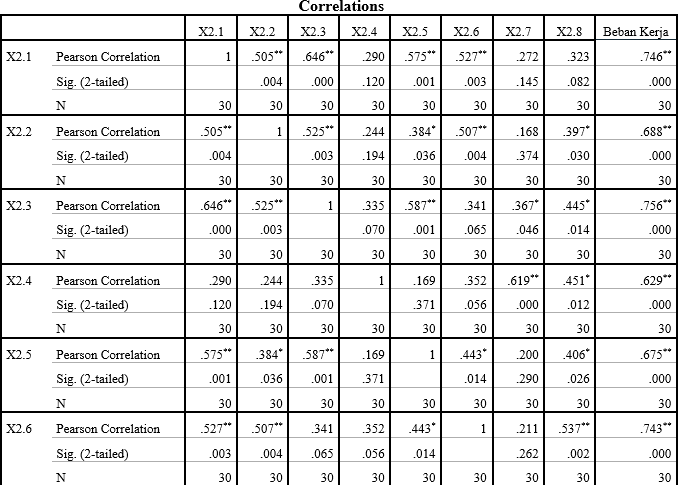 Correlations
X2.1 X2.2 X2.3 X2.4 X2.5 X2.6 X2.7 X2.8 Beban Kerja
X2.1 Pearson Correlation 1 .505** .646** .290 .575** .527** .272 .323 .746**
Sig. (2-tailed) .004 .000 .120 .001 .003 .145 .082 .000
N 30 30 30 30 30 30 30 30 30
X2.2 Pearson Correlation .505** 1 .525** .244 .384* .507** .168 .397* .688**
Sig. (2-tailed) .004 .003 .194 .036 .004 .374 .030 .000
N 30 30 30 30 30 30 30 30 30
X2.3 Pearson Correlation .646** .525** 1 .335 .587** .341 .367* .445* .756**
Sig. (2-tailed) .000 .003 .070 .001 .065 .046 .014 .000
N 30 30 30 30 30 30 30 30 30
X2.4 Pearson Correlation .290 .244 .335 1 .169 .352 .619** .451* .629**
Sig. (2-tailed) .120 .194 .070 .371 .056 .000 .012 .000
N 30 30 30 30 30 30 30 30 30
X2.5 Pearson Correlation .575** .384* .587** .169 1 .443* .200 .406* .675**
Sig. (2-tailed) .001 .036 .001 .371 .014 .290 .026 .000
N 30 30 30 30 30 30 30 30 30
X2.6 Pearson Correlation .527** .507** .341 .352 .443* 1 .211 .537** .743**
Sig. (2-tailed) .003 .004 .065 .056 .014 .262 .002 .000
N 30 30 30 30 30 30 30 30 30